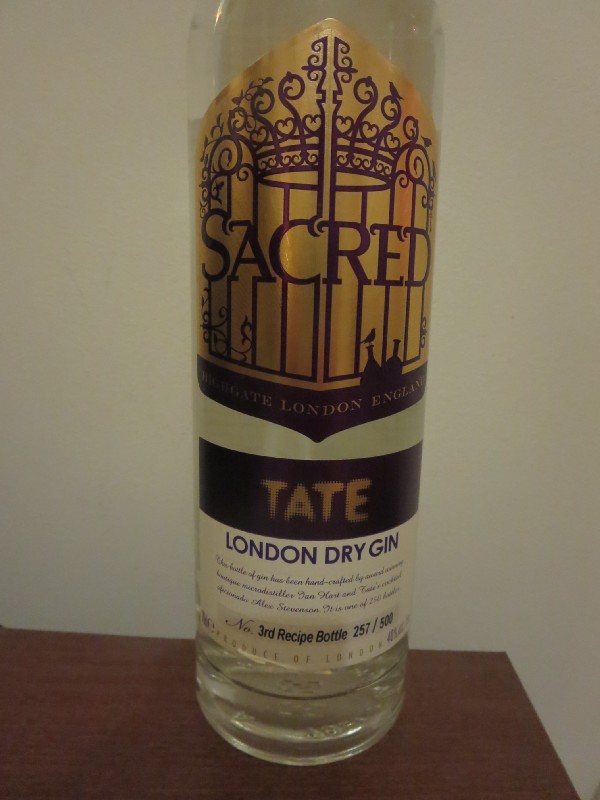 SACRED
HIGHGATE LONDON ENGLAND
TATE
LONDON DRY GIN
This bottle of gin has been hand-crafted by award-winning
boutique microdistiller Ian Hart and Tate's cocktail
aficionado Alex Stevenson. It is one of 250 bottles.
No. 3rd Recipe Bottle 257 / 500
PRODUCT OF LONDON 40%